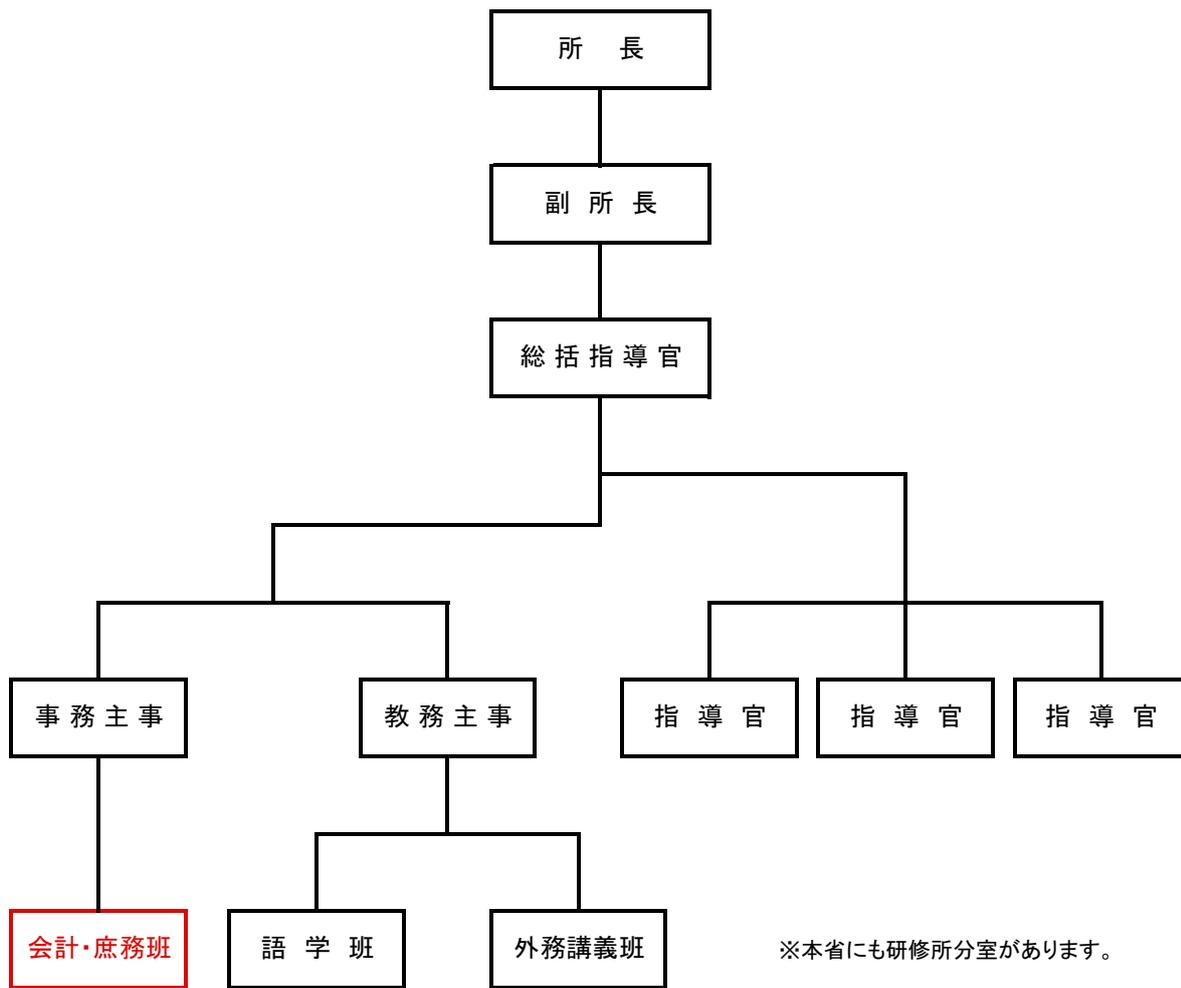 所 長
副 所 長
総 括 指 導 官
事 務 主 事
教 務 主 事
指 導 官
指 導 官
指 導 官
会計・庶務班
語 学 班
外務講義班
※本省にも研修所分室があります。